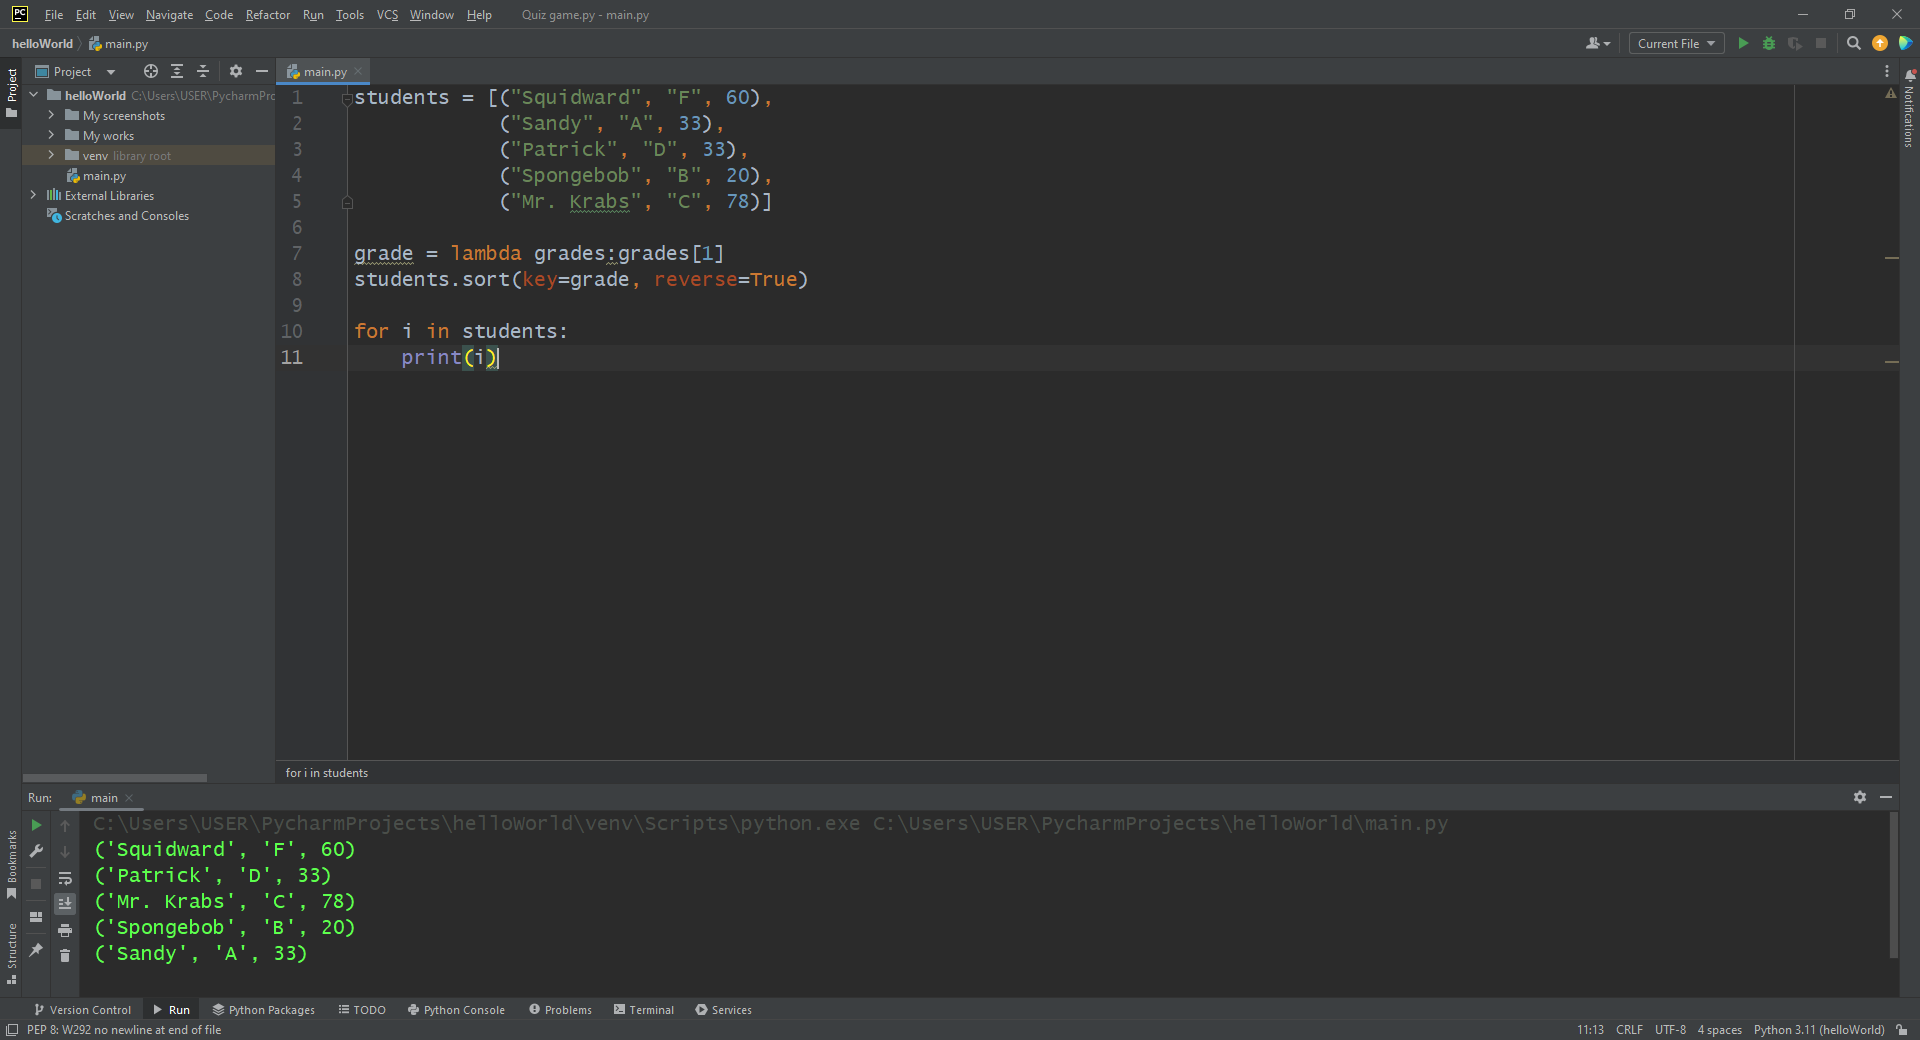 PC File Edit View Navigate Code Refactor Run Tools VCS Window Help Quiz game.py - main.py
helloWorld main.py Current File
Project
Project main.py
helloWorld C:\Users\USER\PycharmPro
My screenshots
My works
venv library root
main.py
External Libraries
Scratches and Consoles
1 students = [("Squidward", "F", 60),
2 ("Sandy", "A", 33),
3 ("Patrick", "D", 33),
4 ("Spongebob", "B", 20),
5 ("Mr. Krabs", "C", 78)]
6
7 grade = lambda grades:grades[1]
8 students.sort(key=grade, reverse=True)
9
10 for i in students:
11 print(i)
Notifications
for i in students
Run: main
C:\Users\USER\PycharmProjects\helloWorld\venv\Scripts\python.exe C:\Users\USER\PycharmProjects\helloWorld\main.py
('Squidward', 'F', 60)
('Patrick', 'D', 33)
('Mr. Krabs', 'C', 78)
('Spongebob', 'B', 20)
('Sandy', 'A', 33)
Bookmarks
Structure
Version Control Run Python Packages TODO Python Console Problems Terminal Services
PEP 8: W292 no newline at end of file 11:13 CRLF UTF-8 4 spaces Python 3.11 (helloWorld)